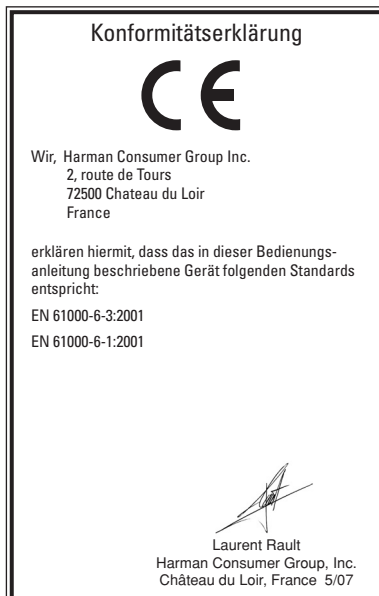 Konformitätserklärung
CE
Wir, Harman Consumer Group Inc.
2, route de Tours
72500 Chateau du Loir
France
erklären hiermit, dass das in dieser Bedienungs-
anleitung beschriebene Gerät folgenden Standards
entspricht:
EN 61000-6-3:2001
EN 61000-6-1:2001
Laurent Rault
Harman Consumer Group, Inc.
Château du Loir, France 5/07